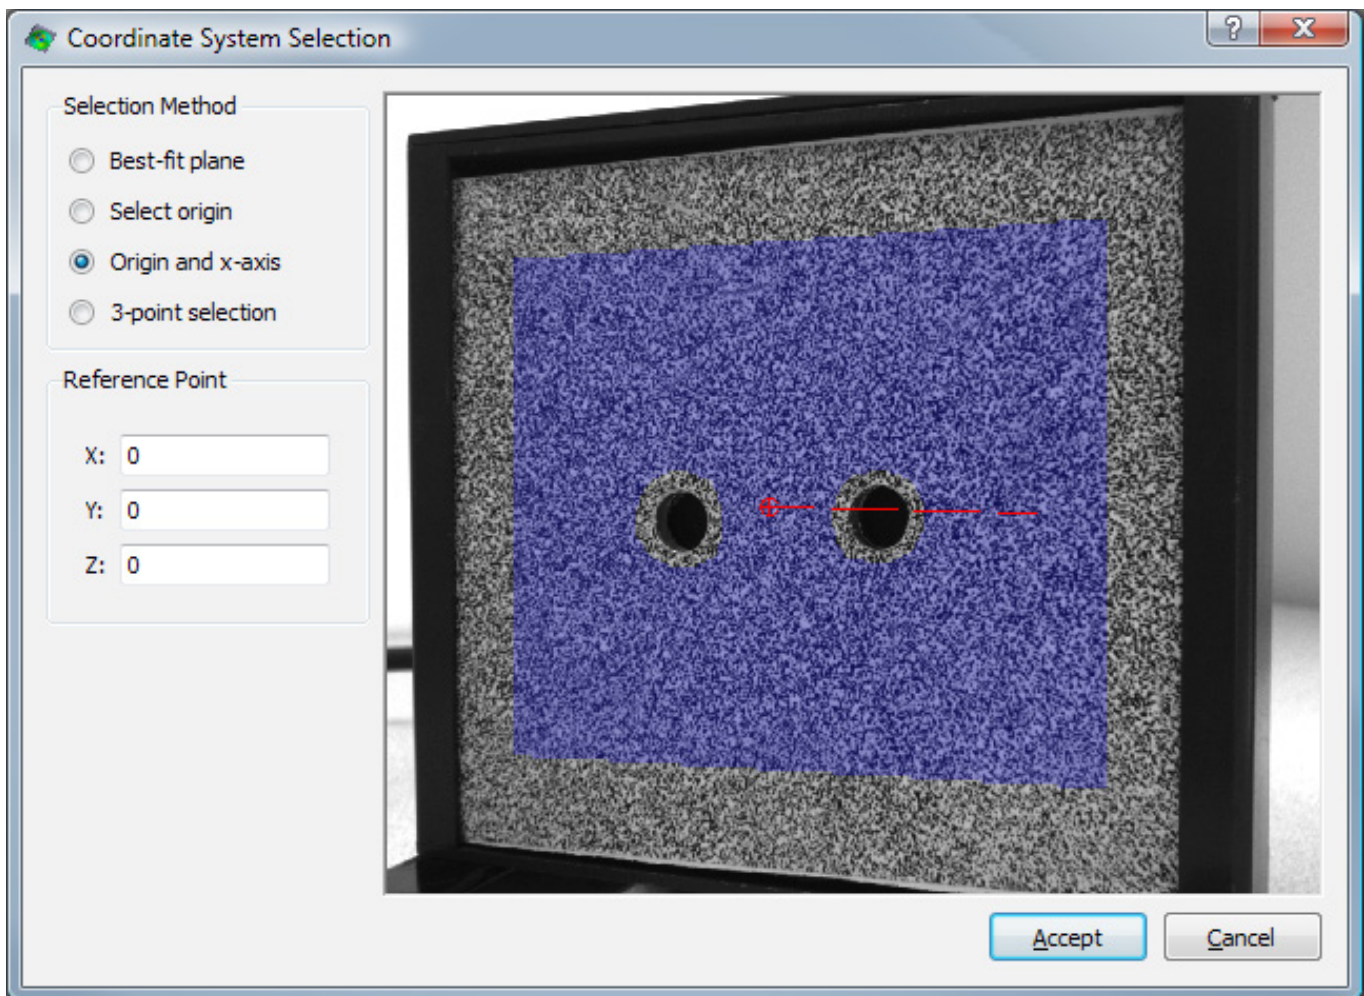 Coordinate System Selection
?
X
Selection Method
Best-fit plane
Select origin
Origin and x-axis
3-point selection
Reference Point
X: 0
Y: 0
Z: 0
Accept
Cancel